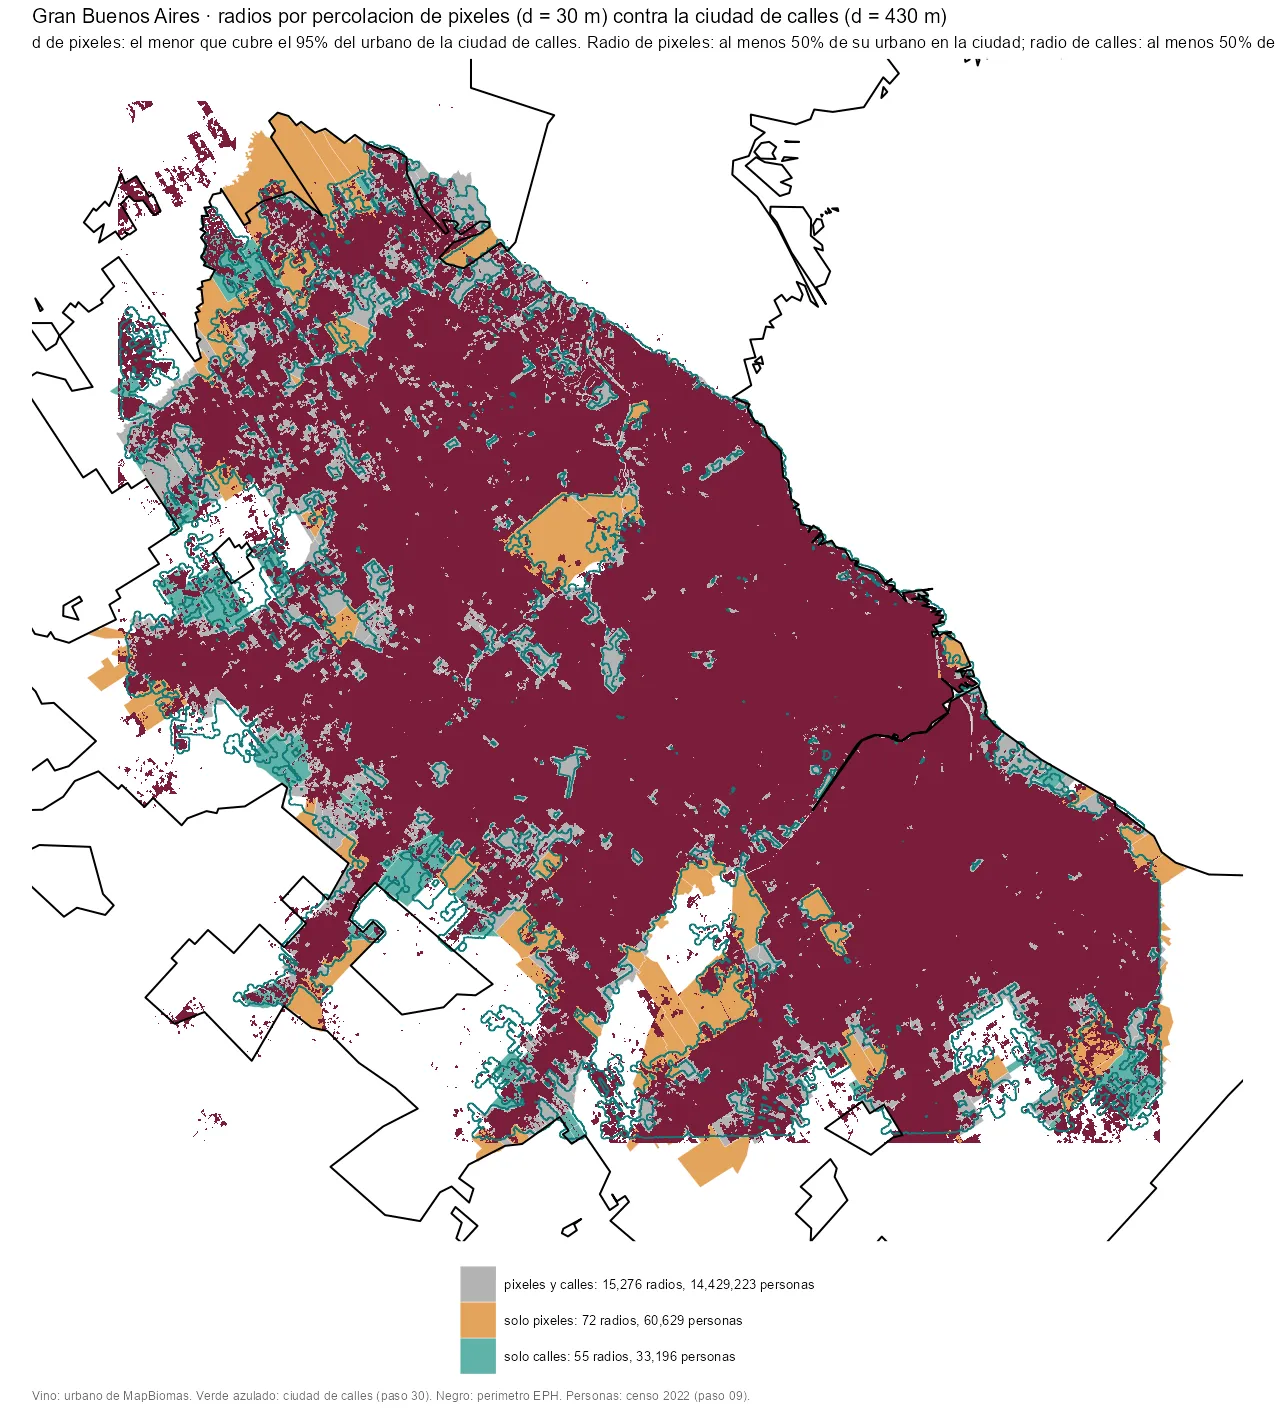 Gran Buenos Aires · radios por percolacion de pixeles (d = 30 m) contra la ciudad de calles (d = 430 m)
d de pixeles: el menor que cubre el 95% del urbano de la ciudad de calles. Radio de pixeles: al menos 50% de su urbano en la ciudad; radio de calles: al menos 50% de
pixeles y calles: 15,276 radios, 14,429,223 personas
solo pixeles: 72 radios, 60,629 personas
solo calles: 55 radios, 33,196 personas
Vino: urbano de MapBiomas. Verde azulado: ciudad de calles (paso 30). Negro: perimetro EPH. Personas: censo 2022 (paso 09).